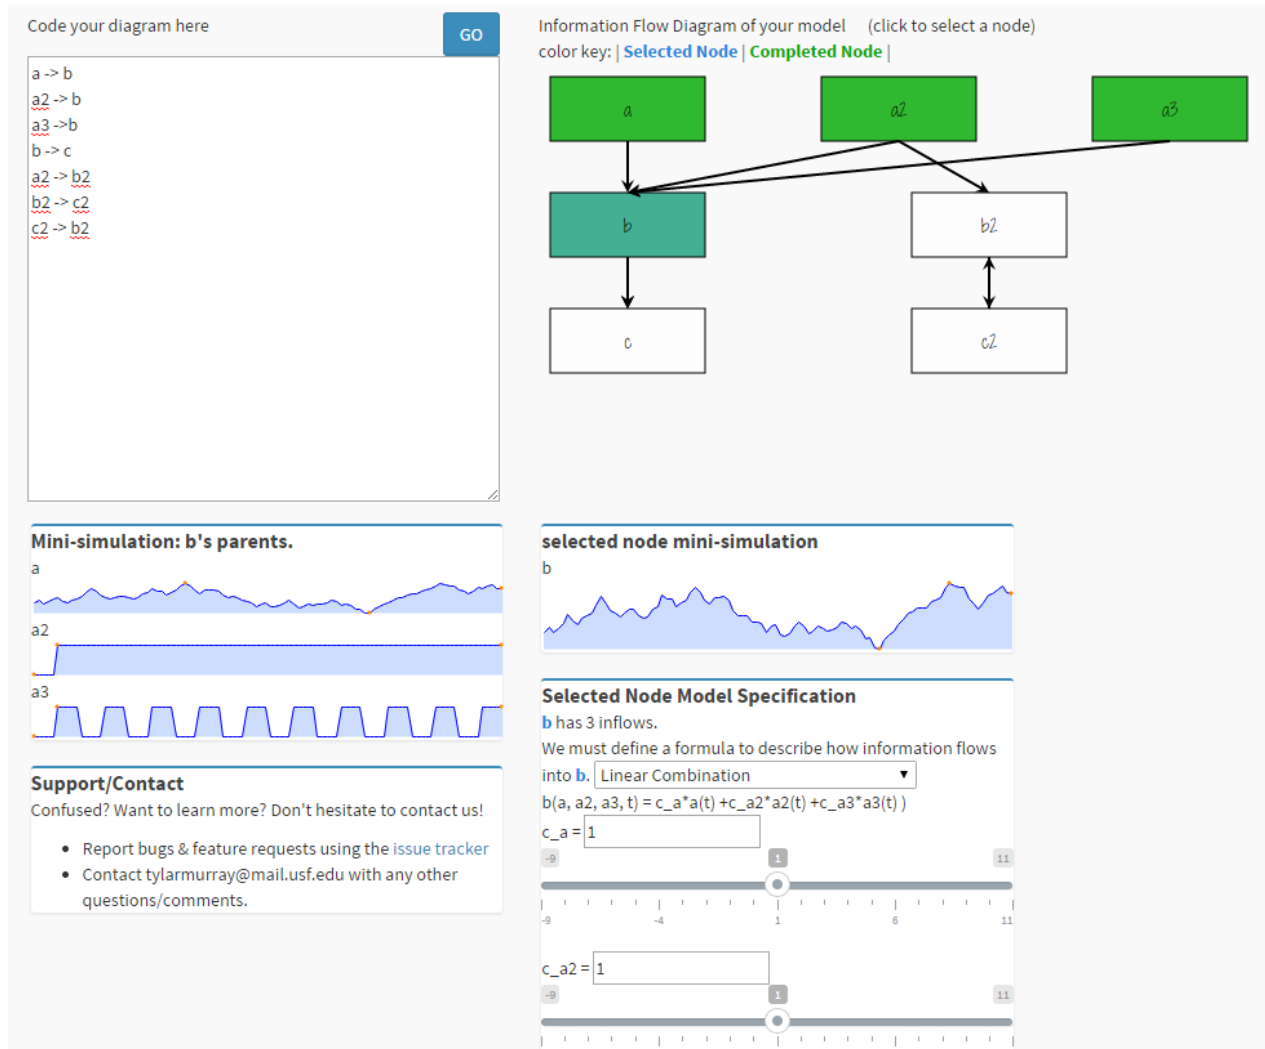 Code your diagram here
GO
a -> b
a2 -> b
a3 ->b
b -> c
a2 -> b2
b2 -> c2
c2 -> b2
Information Flow Diagram of your model (click to select a node)
color key: | Selected Node | Completed Node |
a
a2
a3
b
b2
c
c2
Mini-simulation: b's parents.
a
a2
a3
selected node mini-simulation
b
Support/Contact
Confused? Want to learn more? Don't hesitate to contact us!
Report bugs & feature requests using the issue tracker
Contact tylarmurray@mail.usf.edu with any other
questions/comments.
Selected Node Model Specification
b has 3 inflows.
We must define a formula to describe how information flows
into b. Linear Combination
b(a, a2, a3, t) = c_a*a(t) +c_a2*a2(t) +c_a3*a3(t) )
c_a = 1
-9 1 11
-9 -4 1 6 11
c_a2 = 1
-9 1 11